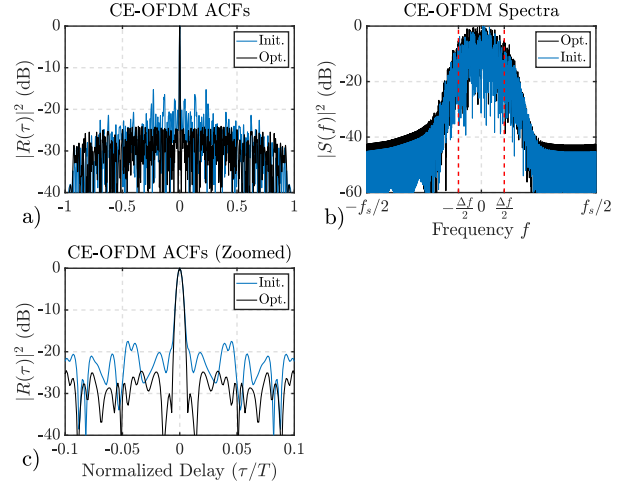 CE-OFDM ACFs
|R(τ)|² (dB)
0
-10
-20
-30
-40
-1
-0.5
0
0.5
1
Init.
Opt.
a)
CE-OFDM Spectra
|S(f)|² (dB)
0
-20
-40
-60
-f_s/2
-Δf/2
0
Δf/2
f_s/2
Frequency f
Opt.
Init.
b)
CE-OFDM ACFs (Zoomed)
|R(τ)|² (dB)
0
-10
-20
-30
-40
-0.1
-0.05
0
0.05
0.1
Normalized Delay (τ/T)
Init.
Opt.
c)